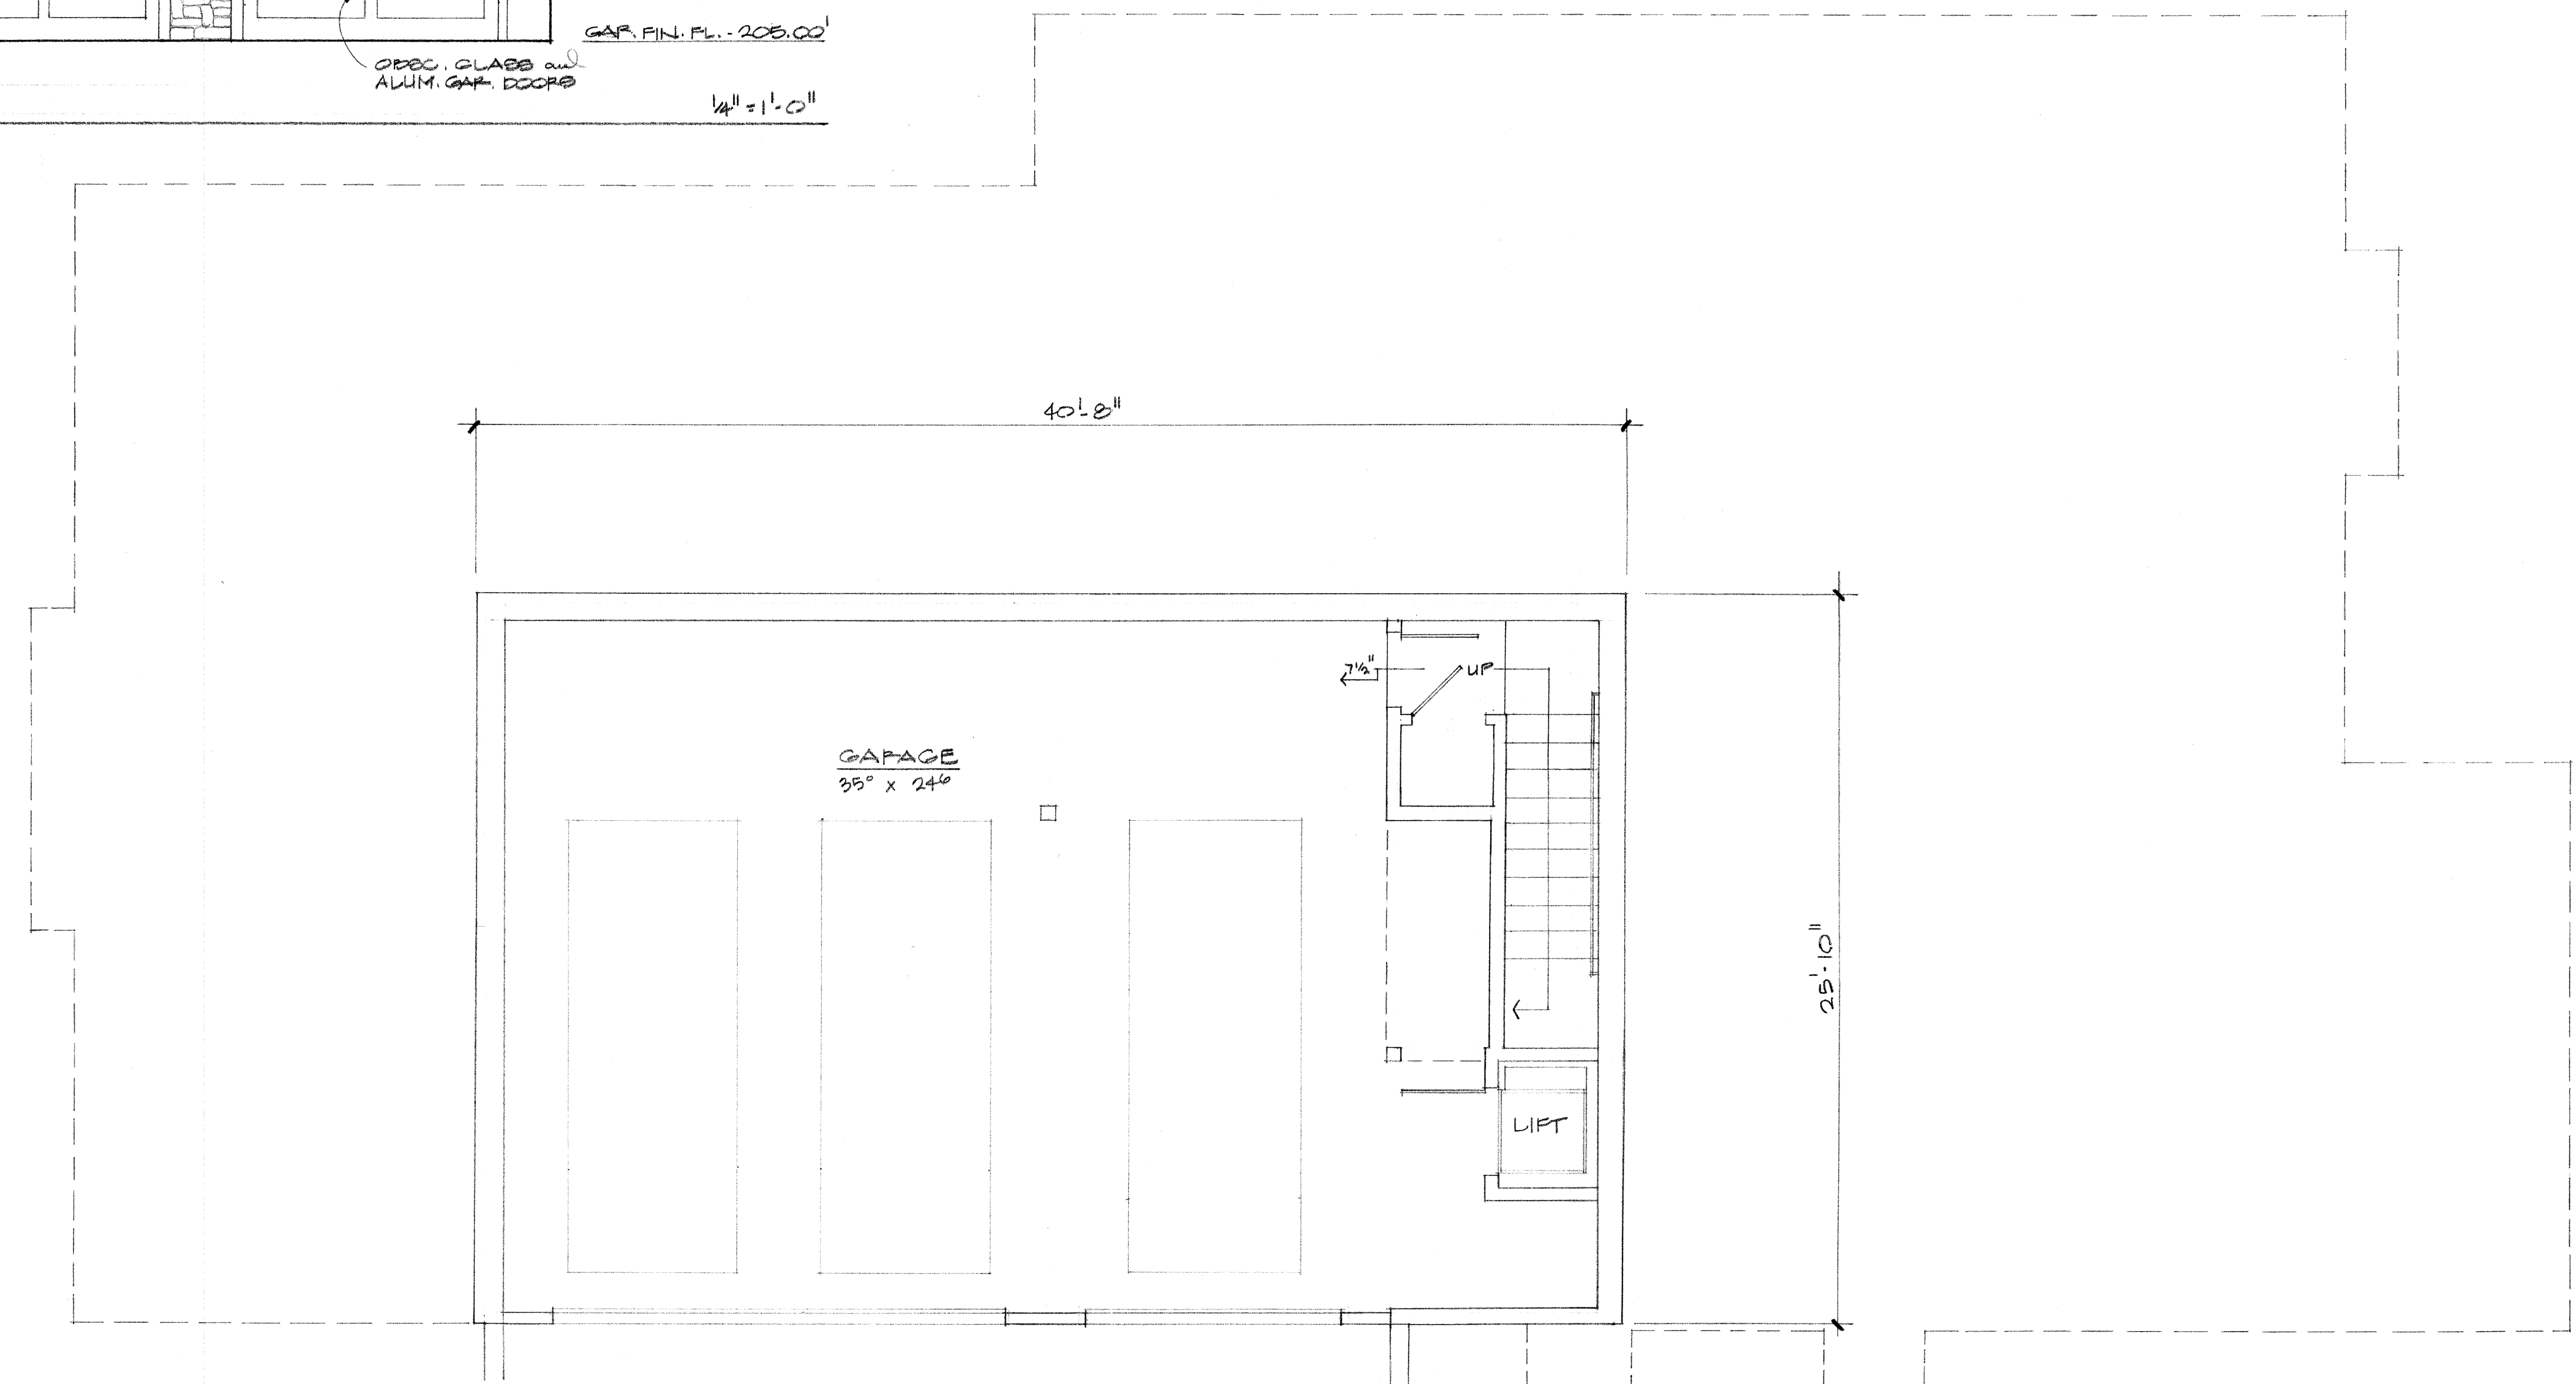 GAR. FIN. FL. - 205.00'
OBSC. GLASS and
ALUM. GAR. DOORS
1/4" = 1'-0"
40'-8"
7 1/2"
UP
GARAGE
35⁰ x 24⁶
25'-10"
LIFT